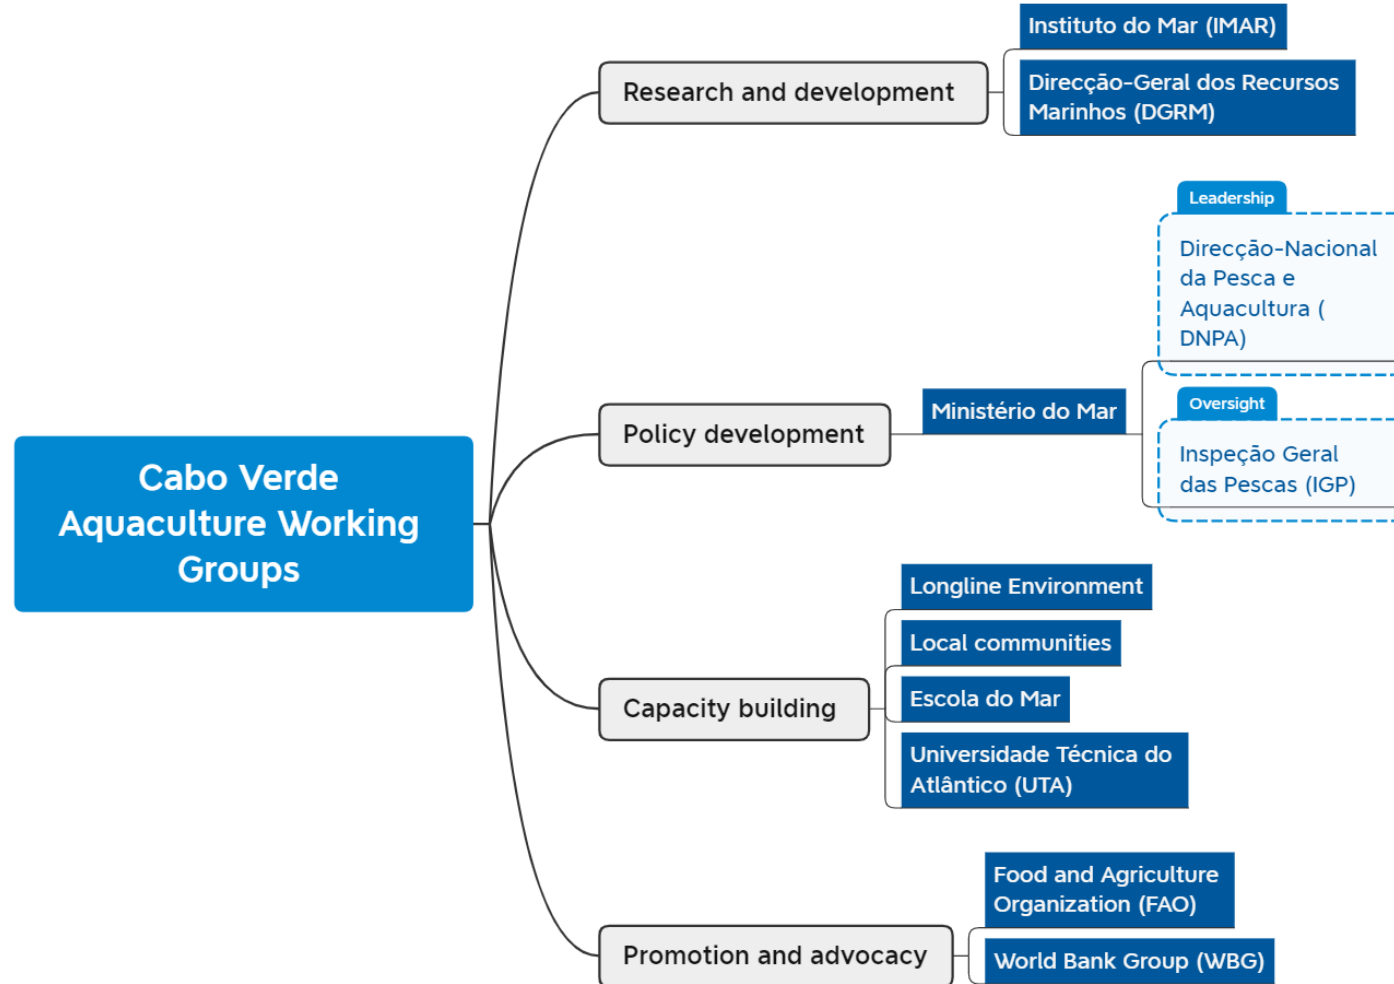 Cabo Verde
Aquaculture Working
Groups
Research and development
Instituto do Mar (IMAR)
Direcção-Geral dos Recursos
Marinhos (DGRM)
Policy development
Ministério do Mar
Leadership
Direcção-Nacional
da Pesca e
Aquacultura (
DNPA)
Oversight
Inspeção Geral
das Pescas (IGP)
Capacity building
Longline Environment
Local communities
Escola do Mar
Universidade Técnica do
Atlântico (UTA)
Promotion and advocacy
Food and Agriculture
Organization (FAO)
World Bank Group (WBG)